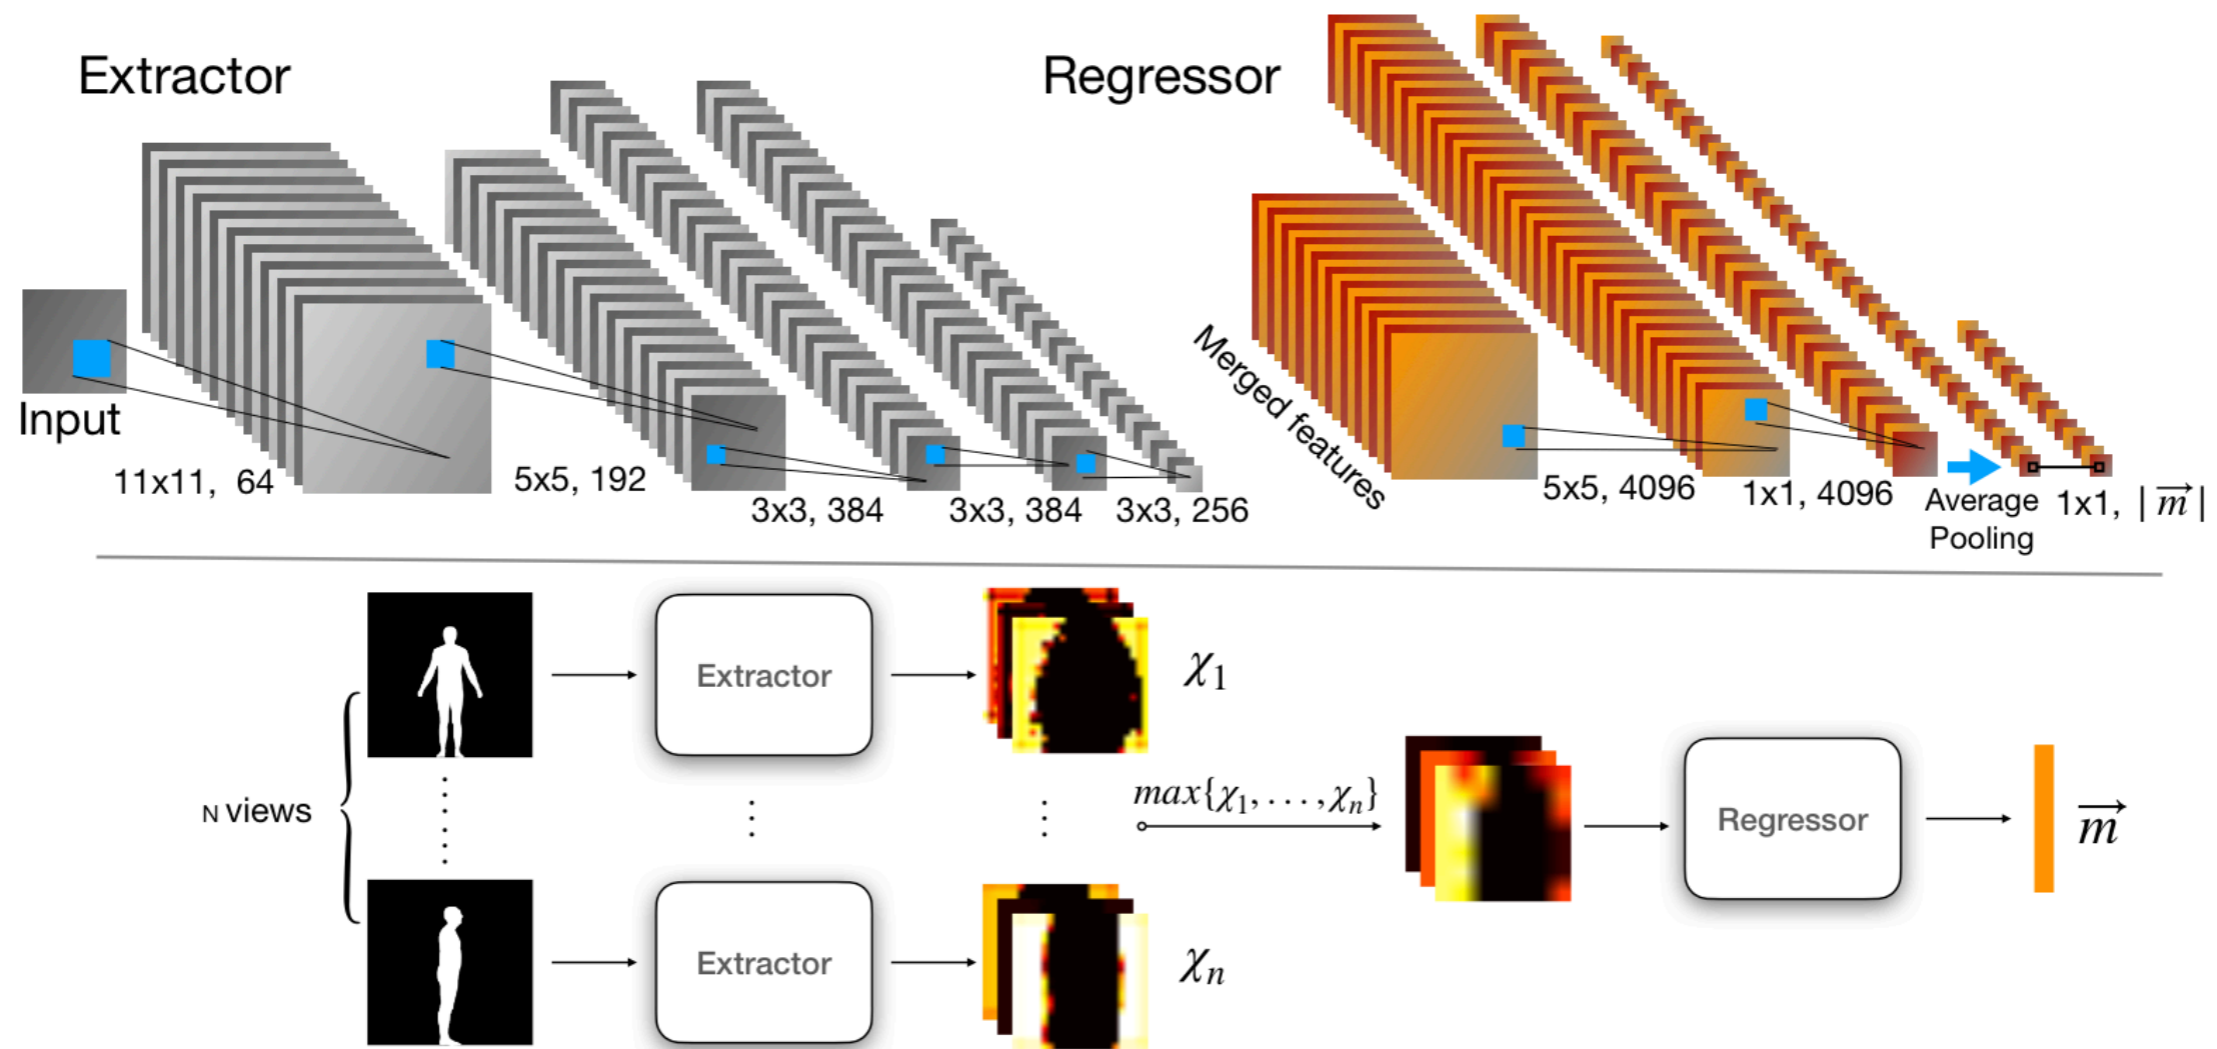 Extractor
Input
11x11, 64
5x5, 192
3x3, 384
3x3, 384
3x3, 256
Regressor
Merged features
5x5, 4096
1x1, 4096
Average
Pooling
1x1, | m⃗ |
N views
Extractor
χ₁
Extractor
χₙ
max{χ₁, . . . , χₙ}
Regressor
m⃗